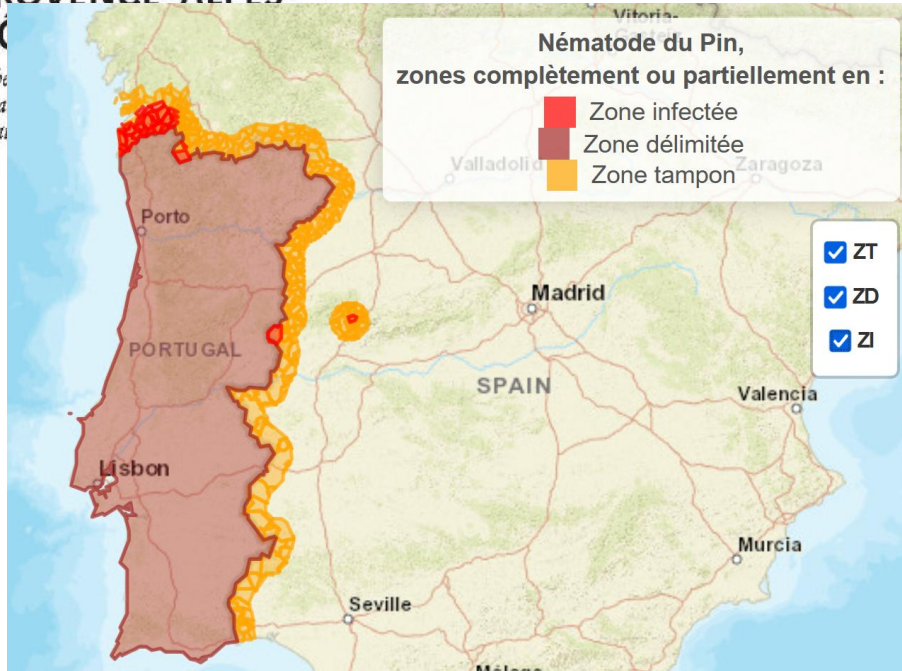 Vitoria-
Gasteiz
Nématode du Pin,
zones complètement ou partiellement en :
Zone infectée
Zone délimitée
Zone tampon
Valladolid
Zaragoza
Porto
ZT
ZD
ZI
Madrid
PORTUGAL
SPAIN
Valencia
Lisbon
Murcia
Seville